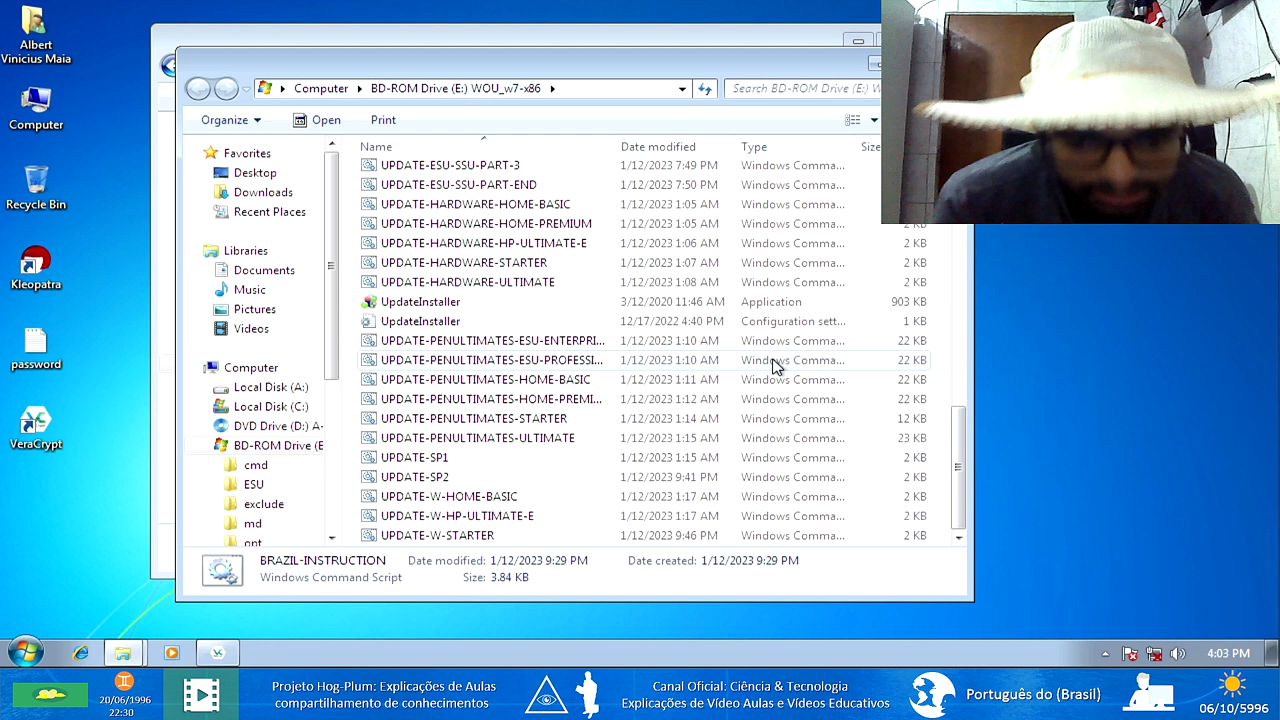 Albert
Vinicius Maia
Computer
Recycle Bin
Kleopatra
password
VeraCrypt
Computer
BD-ROM Drive (E:) WOU_w7-x86
Search BD-ROM Drive (E:) W
Organize
Open
Print
Favorites
Desktop
Downloads
Recent Places
Libraries
Documents
Music
Pictures
Videos
Computer
Local Disk (A:)
Local Disk (C:)
DVD Drive (D:) A-
BD-ROM Drive (E
cmd
ESU
exclude
md
opt
Name Date modified Type Size
UPDATE-ESU-SSU-PART-3 1/12/2023 7:49 PM Windows Comma...
UPDATE-ESU-SSU-PART-END 1/12/2023 7:50 PM Windows Comma...
UPDATE-HARDWARE-HOME-BASIC 1/12/2023 1:05 AM Windows Comma...
UPDATE-HARDWARE-HOME-PREMIUM 1/12/2023 1:05 AM Windows Comma... 2 KB
UPDATE-HARDWARE-HP-ULTIMATE-E 1/12/2023 1:06 AM Windows Comma... 2 KB
UPDATE-HARDWARE-STARTER 1/12/2023 1:07 AM Windows Comma... 2 KB
UPDATE-HARDWARE-ULTIMATE 1/12/2023 1:08 AM Windows Comma... 2 KB
UpdateInstaller 3/12/2020 11:46 AM Application 903 KB
UpdateInstaller 12/17/2022 4:40 PM Configuration sett... 1 KB
UPDATE-PENULTIMATES-ESU-ENTERPRI... 1/12/2023 1:10 AM Windows Comma... 22 KB
UPDATE-PENULTIMATES-ESU-PROFESSI... 1/12/2023 1:10 AM Windows Comma... 22 KB
UPDATE-PENULTIMATES-HOME-BASIC 1/12/2023 1:11 AM Windows Comma... 22 KB
UPDATE-PENULTIMATES-HOME-PREMI... 1/12/2023 1:12 AM Windows Comma... 22 KB
UPDATE-PENULTIMATES-STARTER 1/12/2023 1:14 AM Windows Comma... 12 KB
UPDATE-PENULTIMATES-ULTIMATE 1/12/2023 1:15 AM Windows Comma... 23 KB
UPDATE-SP1 1/12/2023 1:15 AM Windows Comma... 2 KB
UPDATE-SP2 1/12/2023 9:41 PM Windows Comma... 2 KB
UPDATE-W-HOME-BASIC 1/12/2023 1:17 AM Windows Comma... 2 KB
UPDATE-W-HP-ULTIMATE-E 1/12/2023 1:17 AM Windows Comma... 2 KB
UPDATE-W-STARTER 1/12/2023 9:46 PM Windows Comma... 2 KB
BRAZIL-INSTRUCTION Date modified: 1/12/2023 9:29 PM Date created: 1/12/2023 9:29 PM
Windows Command Script Size: 3.84 KB
4:03 PM
20/06/1996
22:30
Projeto Hog-Plum: Explicações de Aulas
Canal Oficial: Ciência & Tecnologia
Explicações de Vídeo Aulas e Vídeos Educativos
Português do (Brasil)
06/10/5996